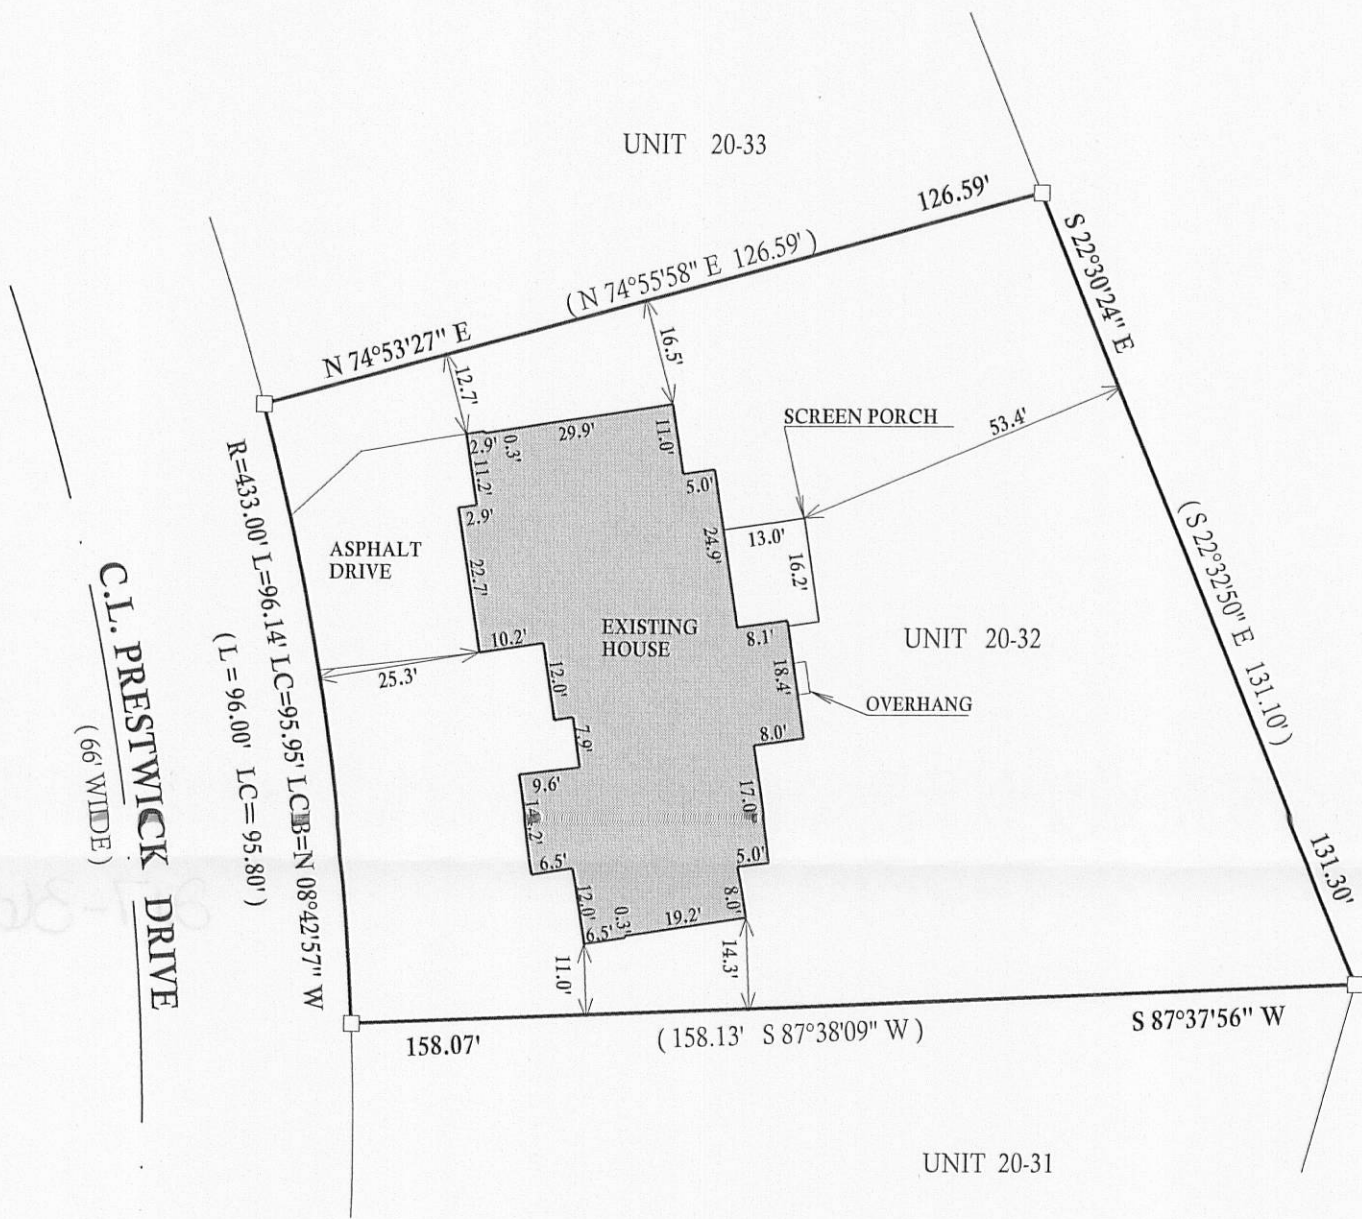 UNIT 20-33
126.59'
( N 74°55'58" E 126.59' )
N 74°53'27" E
S 22°30'24" E
( S 22°32'50" E 131.10' )
131.30'
16.5'
12.7'
SCREEN PORCH
53.4'
2.9'
0.3'
29.9'
11.0'
11.2'
5.0'
2.9'
24.9'
13.0'
16.2'
ASPHALT
DRIVE
22.7'
EXISTING
HOUSE
UNIT 20-32
10.2'
8.1'
25.3'
12.0'
18.4'
OVERHANG
7.9'
8.0'
9.6'
17.0'
6.5'
5.0'
12.0'
8.0'
0.3'
19.2'
6.5'
11.0'
14.3'
R=433.00' L=96.14' LC=95.95' LCB=N 08°42'57" W
( L = 96.00' LC= 95.80' )
C.L. PRESTWICK DRIVE
( 66' WIDE )
158.07'
( 158.13' S 87°38'09" W )
S 87°37'56" W
UNIT 20-31